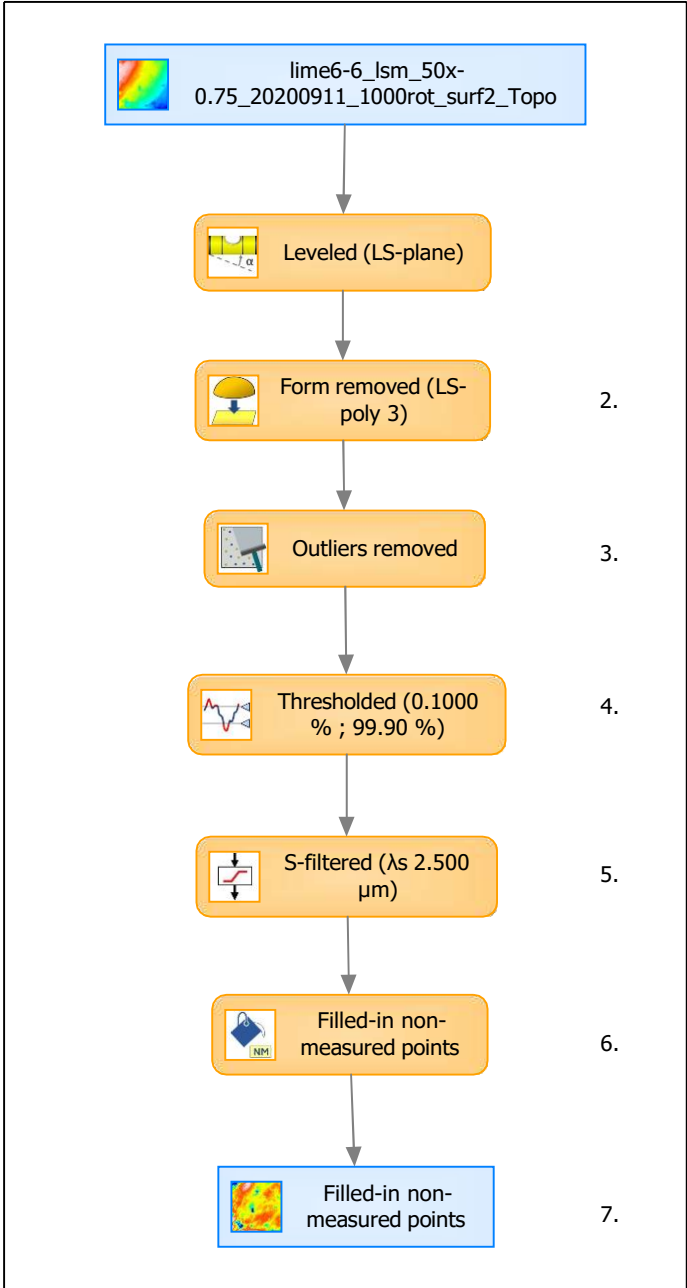 lime6-6_lsm_50x-
0.75_20200911_1000rot_surf2_Topo
α
Leveled (LS-plane)
Form removed (LS-
poly 3)
2.
Outliers removed
3.
Thresholded (0.1000
% ; 99.90 %)
4.
S-filtered (λs 2.500
µm)
5.
NM
Filled-in non-
measured points
6.
Filled-in non-
measured points
7.